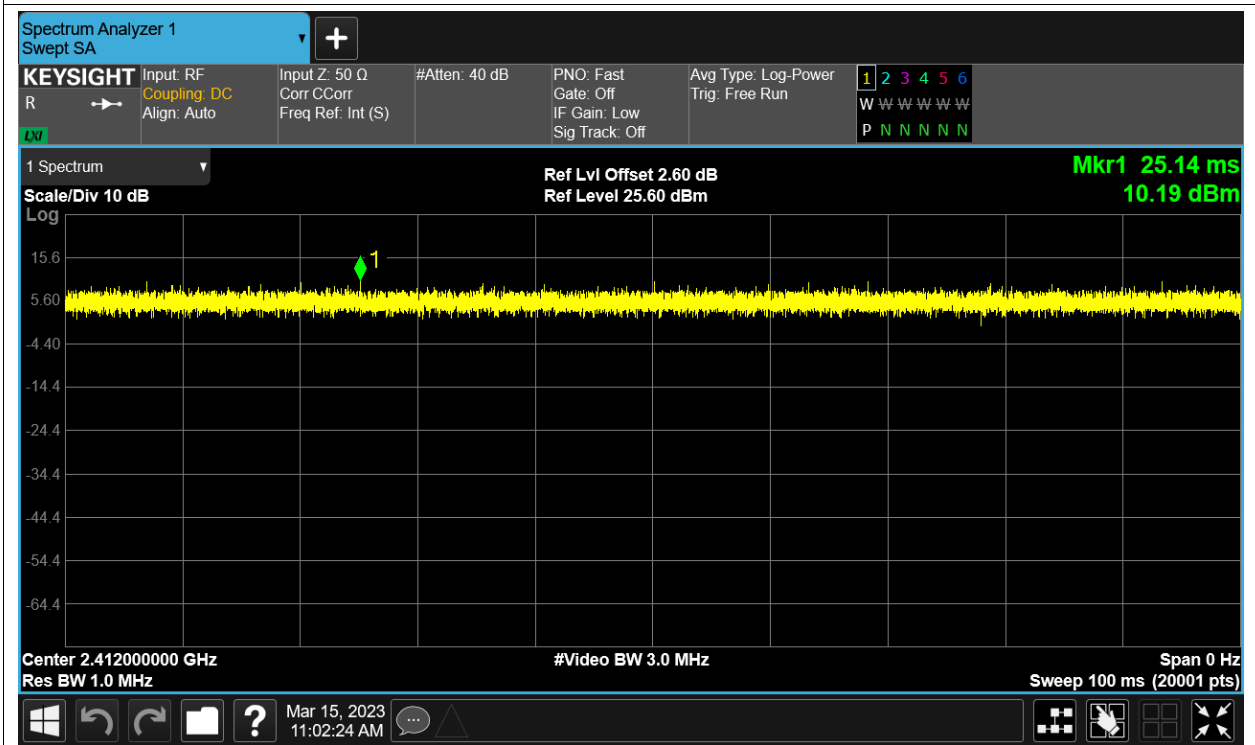 Spectrum Analyzer 1
Swept SA
KEYSIGHT Input: RF Input Z: 50 Ω #Atten: 40 dB PNO: Fast Avg Type: Log-Power 1 2 3 4 5 6
R Coupling: DC Corr CCorr Gate: Off Trig: Free Run W W W W W W
Align: Auto Freq Ref: Int (S) IF Gain: Low
LXI Sig Track: Off P N N N N N
1 Spectrum Ref Lvl Offset 2.60 dB Mkr1 25.14 ms
Scale/Div 10 dB Ref Level 25.60 dBm 10.19 dBm
Log
1
15.6
5.60
-4.40
-14.4
-24.4
-34.4
-44.4
-54.4
-64.4
Center 2.412000000 GHz #Video BW 3.0 MHz Span 0 Hz
Res BW 1.0 MHz Sweep 100 ms (20001 pts)
? Mar 15, 2023
11:02:24 AM